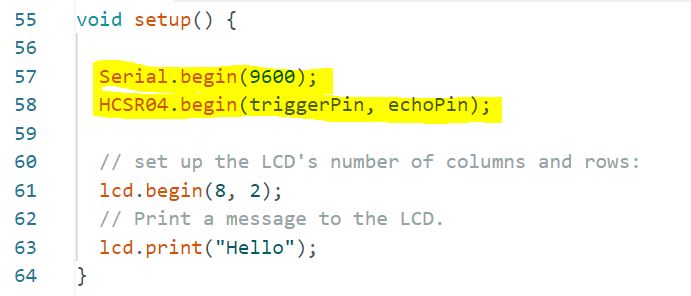 55 void setup() {
56
57 Serial.begin(9600);
58 HCSR04.begin(triggerPin, echoPin);
59
60 // set up the LCD's number of columns and rows:
61 lcd.begin(8, 2);
62 // Print a message to the LCD.
63 lcd.print("Hello");
64 }